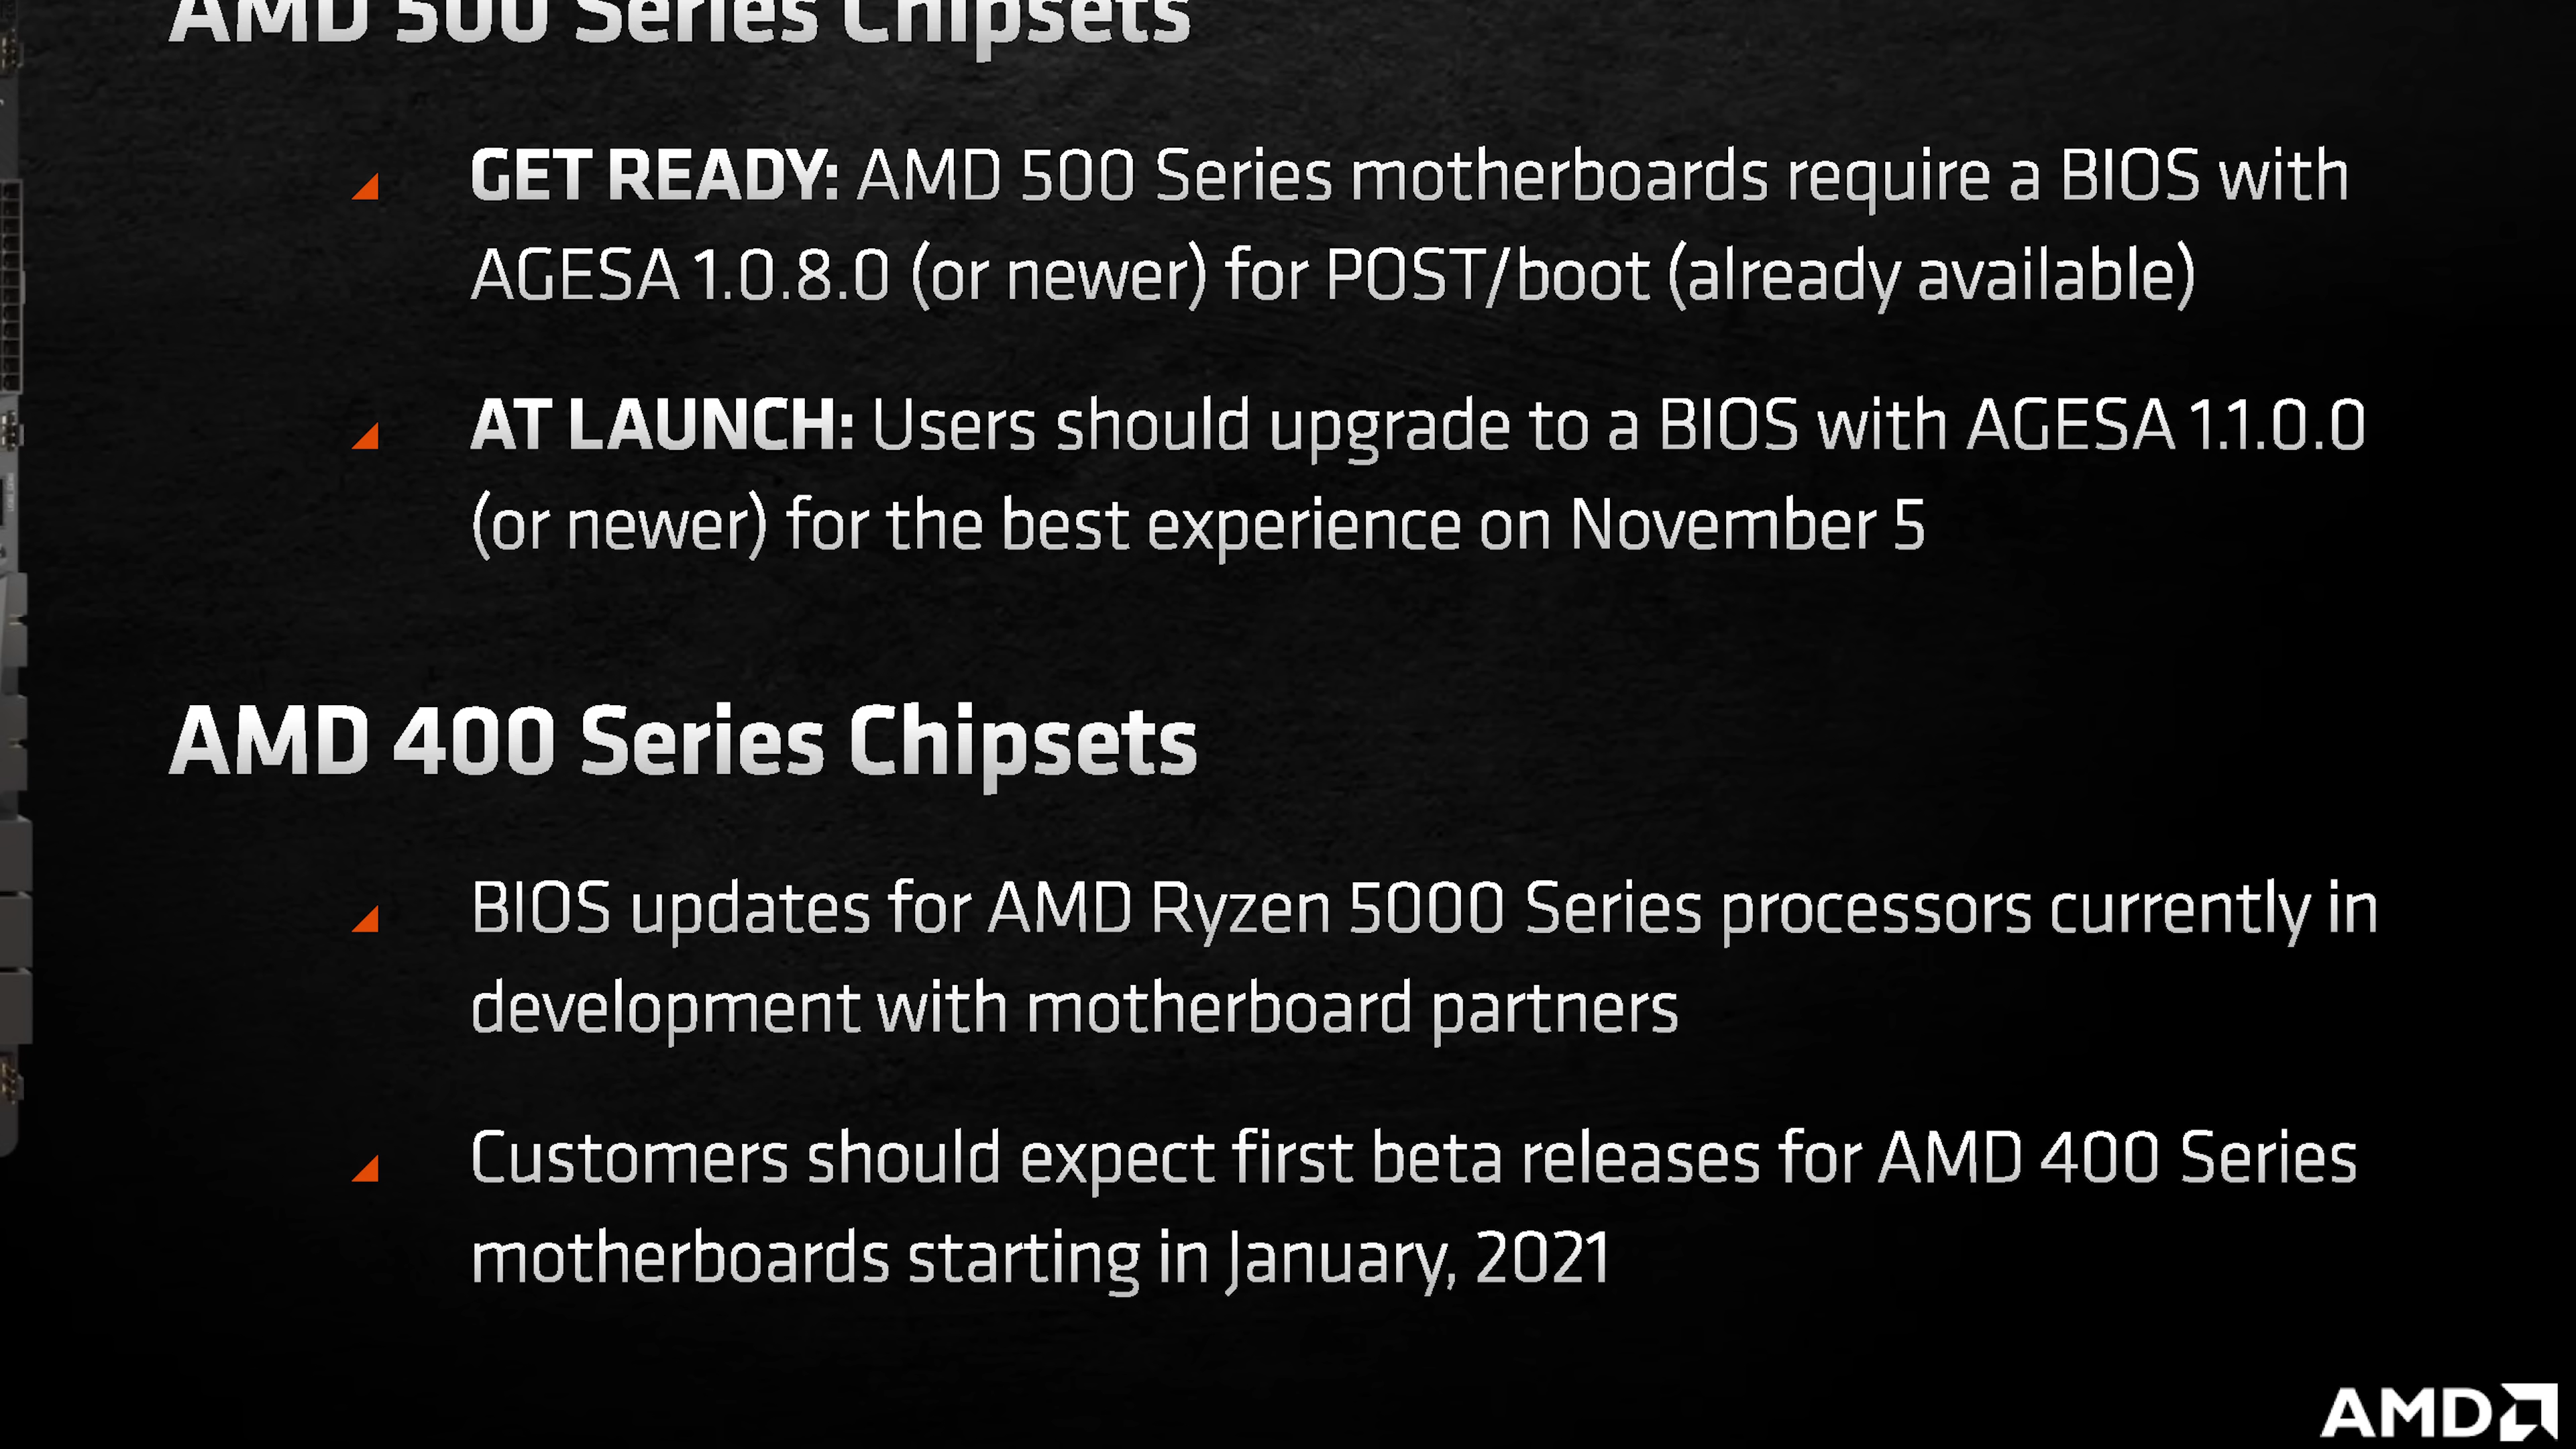 AMD 500 Series Chipsets
GET READY: AMD 500 Series motherboards require a BIOS with
AGESA 1.0.8.0 (or newer) for POST/boot (already available)
AT LAUNCH: Users should upgrade to a BIOS with AGESA 1.1.0.0
(or newer) for the best experience on November 5
AMD 400 Series Chipsets
BIOS updates for AMD Ryzen 5000 Series processors currently in
development with motherboard partners
Customers should expect first beta releases for AMD 400 Series
motherboards starting in January, 2021
AMD